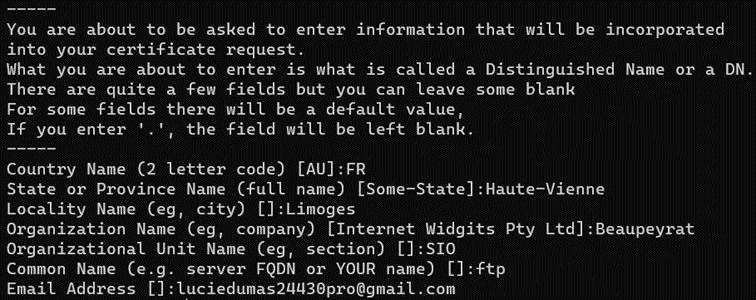 -----
You are about to be asked to enter information that will be incorporated
into your certificate request.
What you are about to enter is what is called a Distinguished Name or a DN.
There are quite a few fields but you can leave some blank
For some fields there will be a default value,
If you enter '.', the field will be left blank.
-----
Country Name (2 letter code) [AU]:FR
State or Province Name (full name) [Some-State]:Haute-Vienne
Locality Name (eg, city) []:Limoges
Organization Name (eg, company) [Internet Widgits Pty Ltd]:Beaupeyrat
Organizational Unit Name (eg, section) []:SIO
Common Name (e.g. server FQDN or YOUR name) []:ftp
Email Address []:luciedumas24430pro@gmail.com